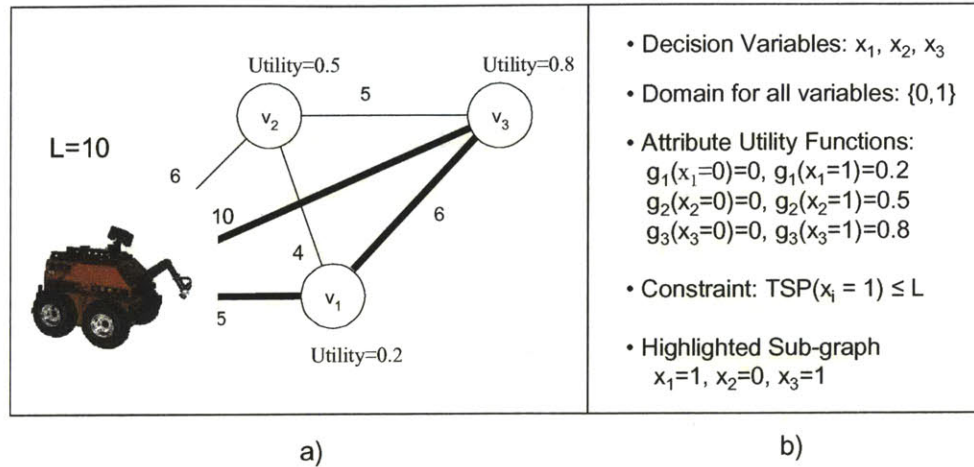 Utility=0.5
Utility=0.8
5
v₂
v₃
L=10
6
10
6
4
v₁
5
Utility=0.2
a)
• Decision Variables: x₁, x₂, x₃
• Domain for all variables: {0,1}
• Attribute Utility Functions:
g₁(x₁=0)=0, g₁(x₁=1)=0.2
g₂(x₂=0)=0, g₂(x₂=1)=0.5
g₃(x₃=0)=0, g₃(x₃=1)=0.8
• Constraint: TSP(xᵢ = 1) ≤ L
• Highlighted Sub-graph
x₁=1, x₂=0, x₃=1
b)